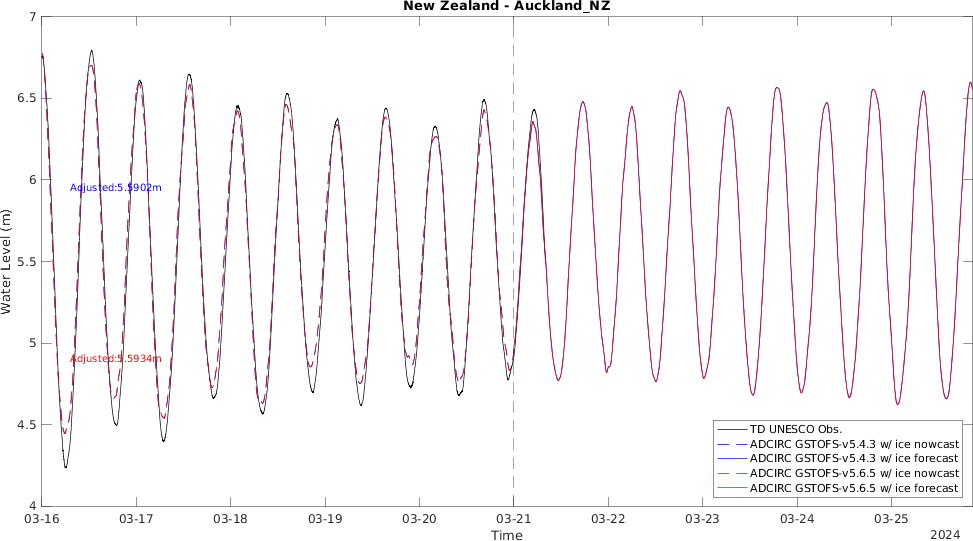 New Zealand - Auckland_NZ
7
6.5
6
5.5
5
4.5
4
Water Level (m)
Adjusted:5.5902m
Adjusted:5.5934m
TD UNESCO Obs.
ADCIRC GSTOFS-v5.4.3 w/ ice nowcast
ADCIRC GSTOFS-v5.4.3 w/ ice forecast
ADCIRC GSTOFS-v5.6.5 w/ ice nowcast
ADCIRC GSTOFS-v5.6.5 w/ ice forecast
03-16 03-17 03-18 03-19 03-20 03-21 03-22 03-23 03-24 03-25
Time
2024